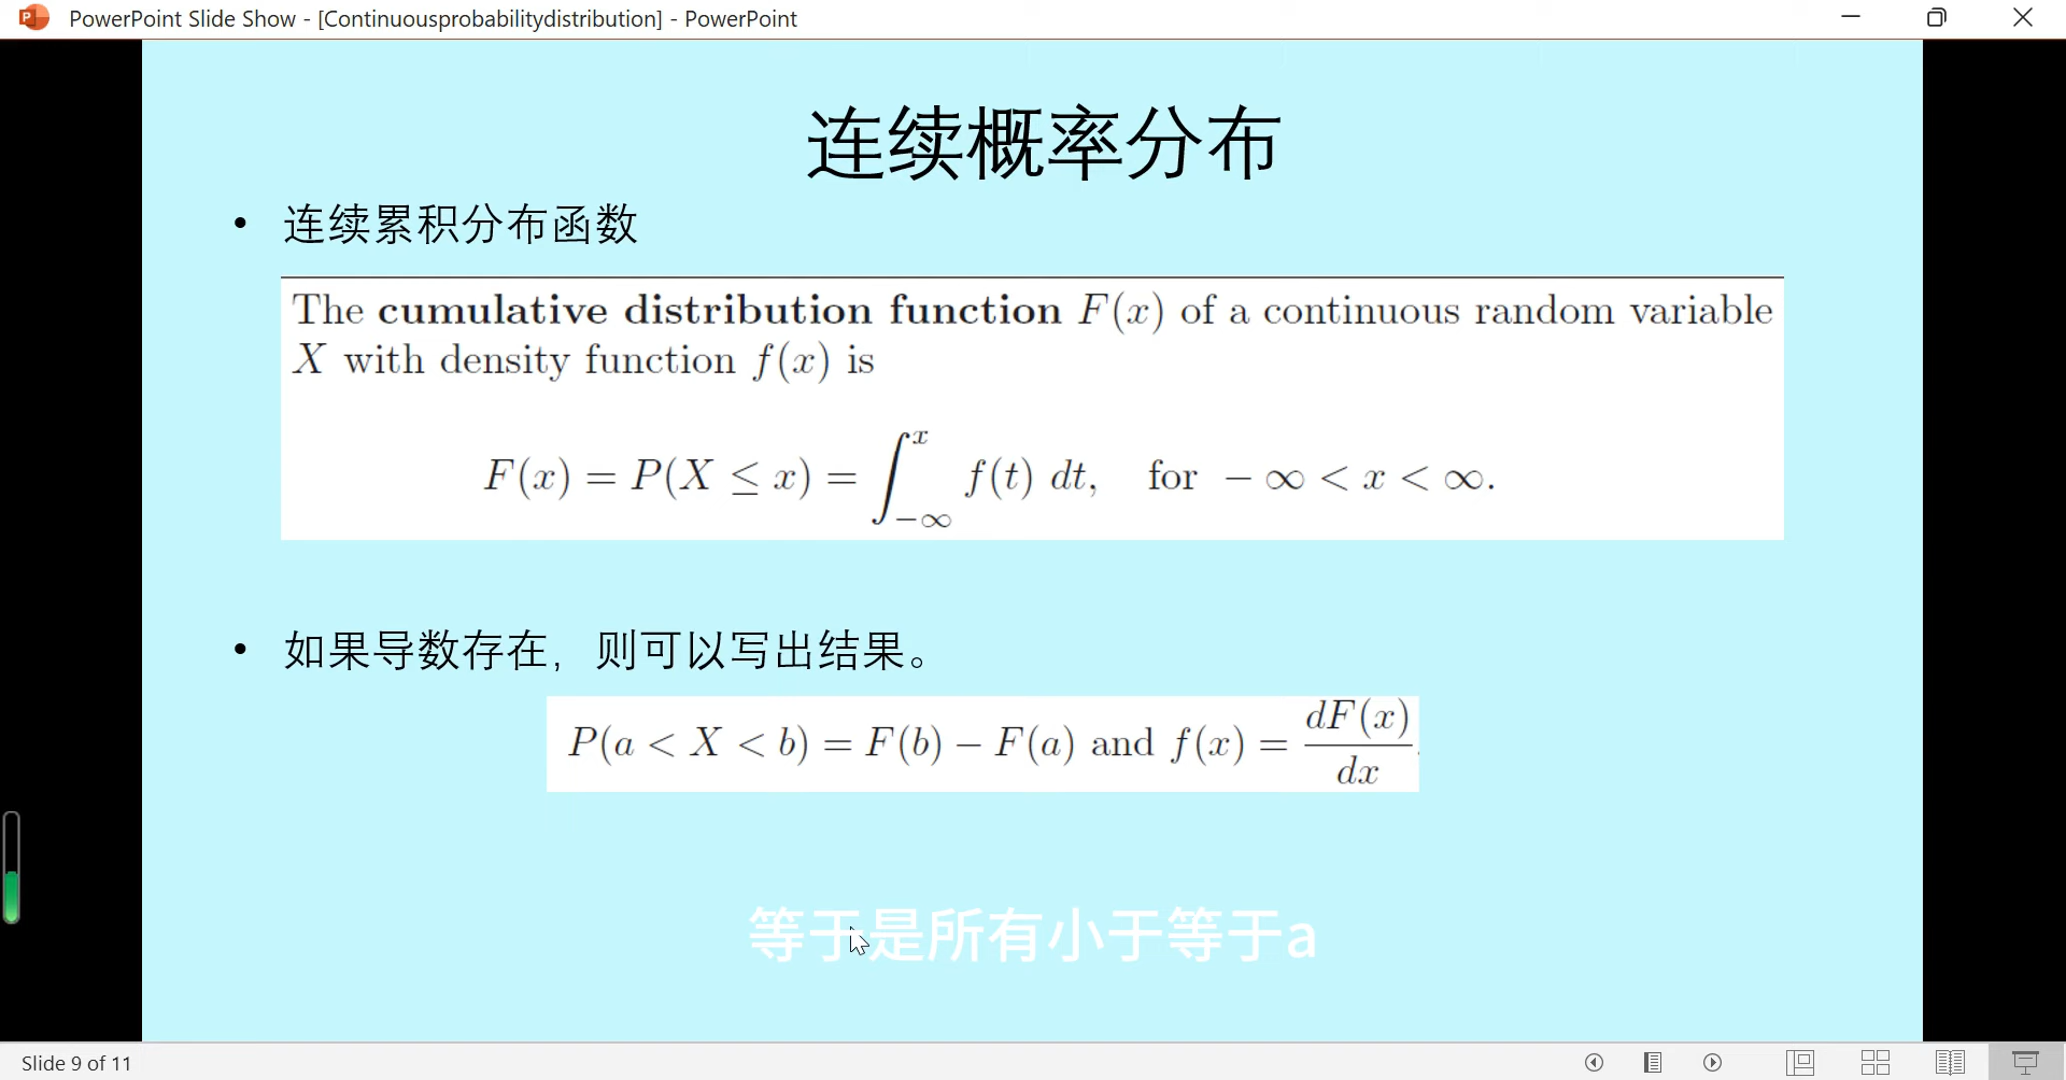 PowerPoint Slide Show - [Continuousprobabilitydistribution] - PowerPoint
连续概率分布
• 连续累积分布函数
The cumulative distribution function F(x) of a continuous random variable
X with density function f(x) is
F(x) = P(X ≤ x) = ∫_{-∞}^{x} f(t) dt, for − ∞ < x < ∞.
• 如果导数存在，则可以写出结果。
P(a < X < b) = F(b) − F(a) and f(x) = dF(x)/dx
等于是所有小于等于a
Slide 9 of 11